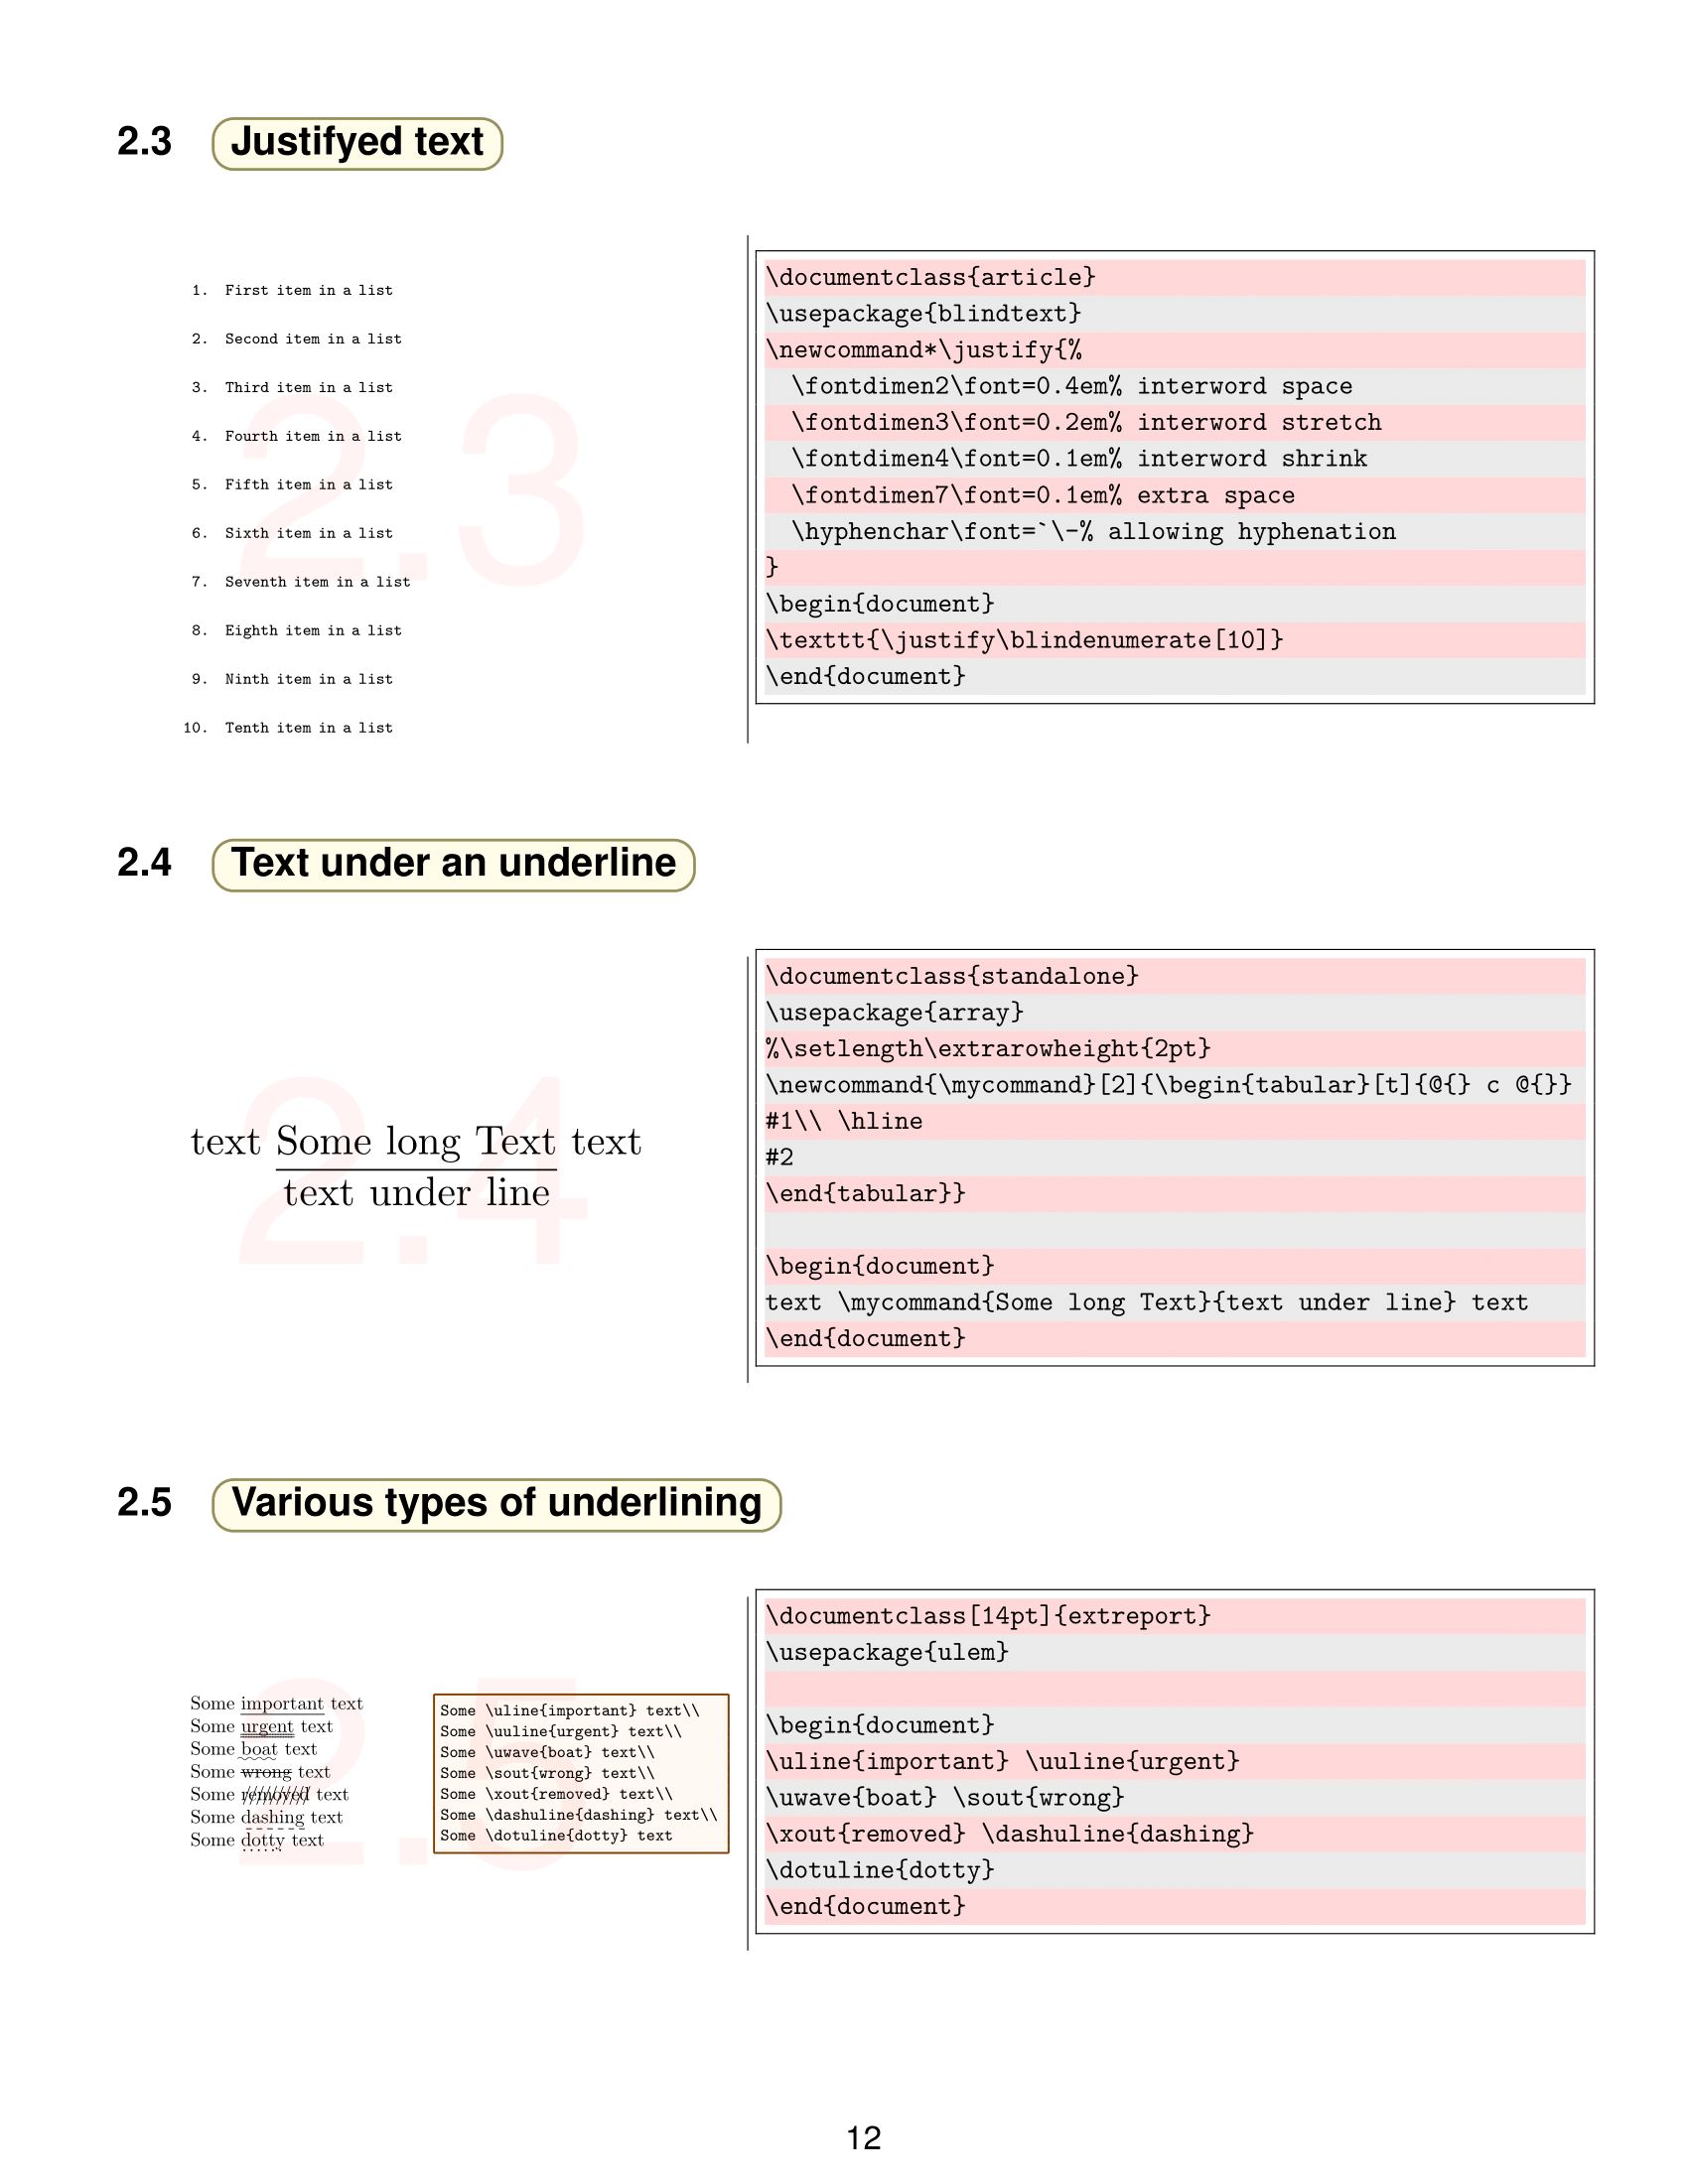 2.3 Justifyed text
1. First item in a list
2. Second item in a list
3. Third item in a list
4. Fourth item in a list
5. Fifth item in a list
6. Sixth item in a list
7. Seventh item in a list
8. Eighth item in a list
9. Ninth item in a list
10. Tenth item in a list
2.3
\documentclass{article}
\usepackage{blindtext}
\newcommand*\justify{%
  \fontdimen2\font=0.4em% interword space
  \fontdimen3\font=0.2em% interword stretch
  \fontdimen4\font=0.1em% interword shrink
  \fontdimen7\font=0.1em% extra space
  \hyphenchar\font=`\-% allowing hyphenation
}
\begin{document}
\texttt{\justify\blindenumerate[10]}
\end{document}
2.4 Text under an underline
text Some long Text text
text under line
2.4
\documentclass{standalone}
\usepackage{array}
%\setlength\extrarowheight{2pt}
\newcommand{\mycommand}[2]{\begin{tabular}[t]{@{} c @{}}
#1\\ \hline
#2
\end{tabular}}

\begin{document}
text \mycommand{Some long Text}{text under line} text
\end{document}
2.5 Various types of underlining
Some important text
Some urgent text
Some boat text
Some wrong text
Some removed text
Some dashing text
Some dotty text
2.5
Some \uline{important} text\\
Some \uuline{urgent} text\\
Some \uwave{boat} text\\
Some \sout{wrong} text\\
Some \xout{removed} text\\
Some \dashuline{dashing} text\\
Some \dotuline{dotty} text
\documentclass[14pt]{extreport}
\usepackage{ulem}

\begin{document}
\uline{important} \uuline{urgent}
\uwave{boat} \sout{wrong}
\xout{removed} \dashuline{dashing}
\dotuline{dotty}
\end{document}
12